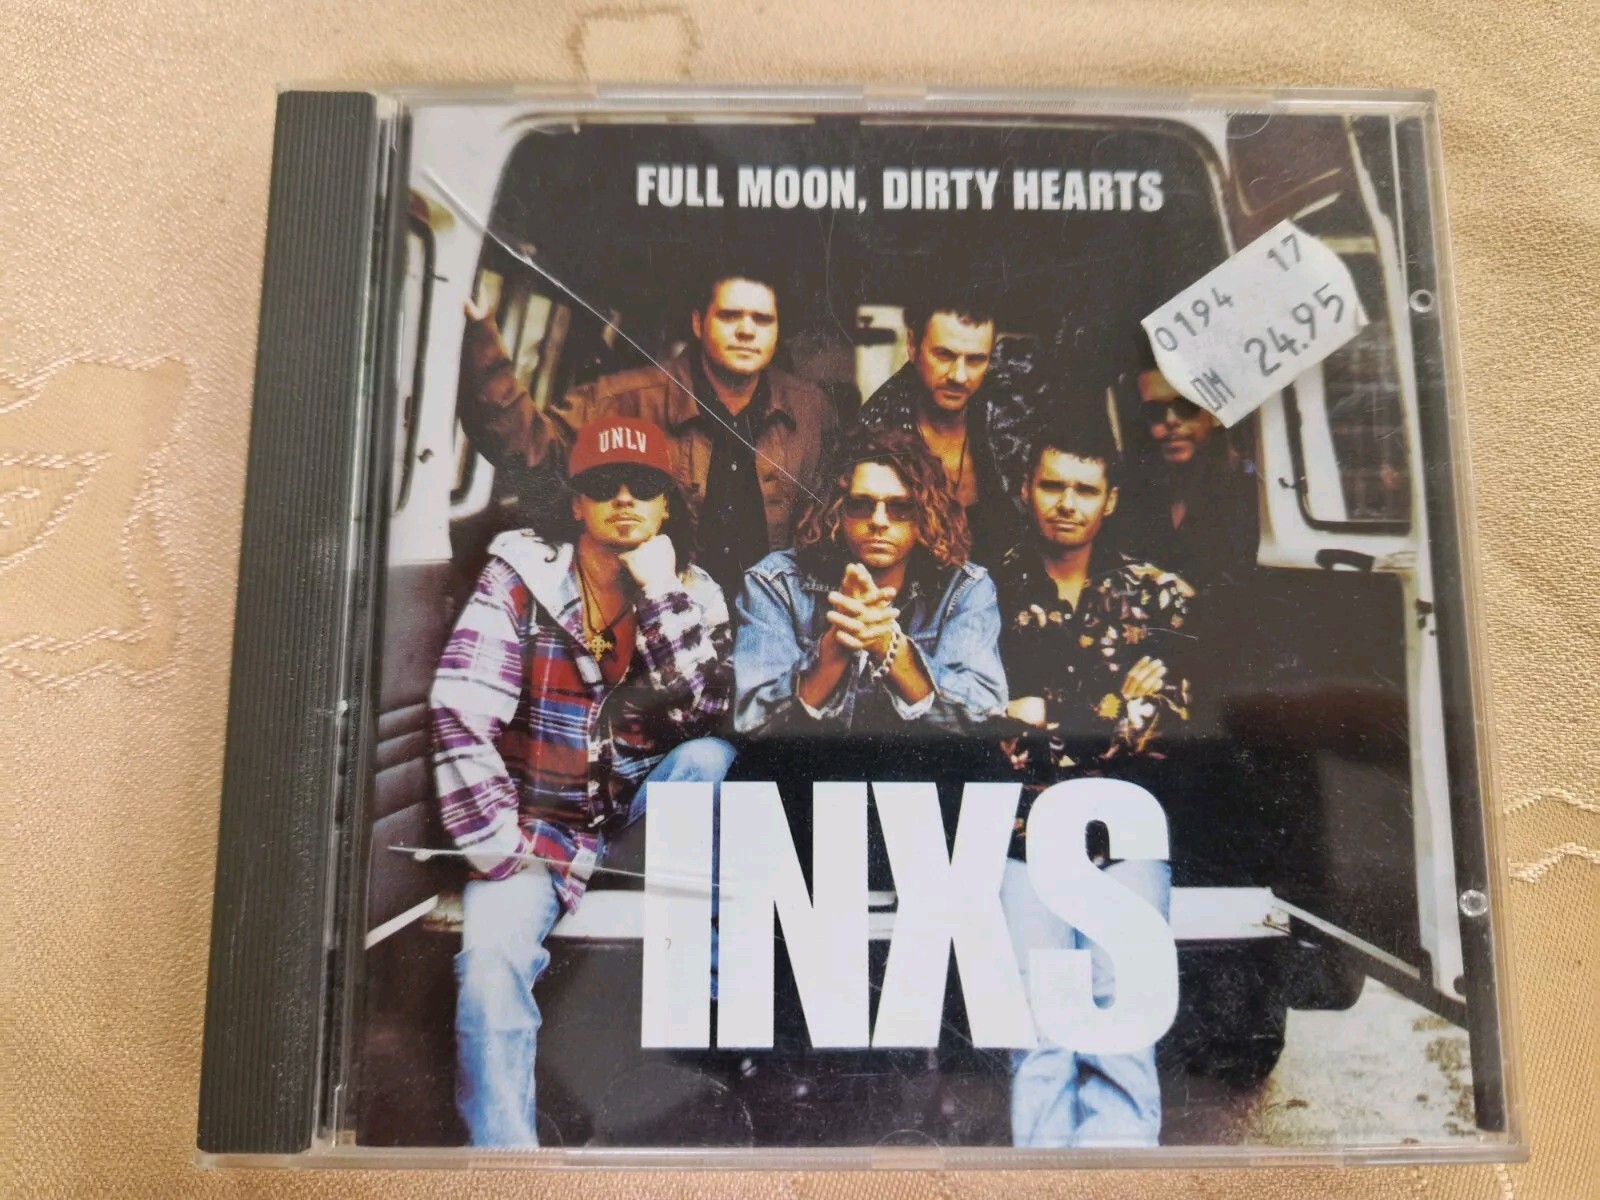 FULL MOON, DIRTY HEARTS
0194 17
DM 24.95
UNLV
INXS